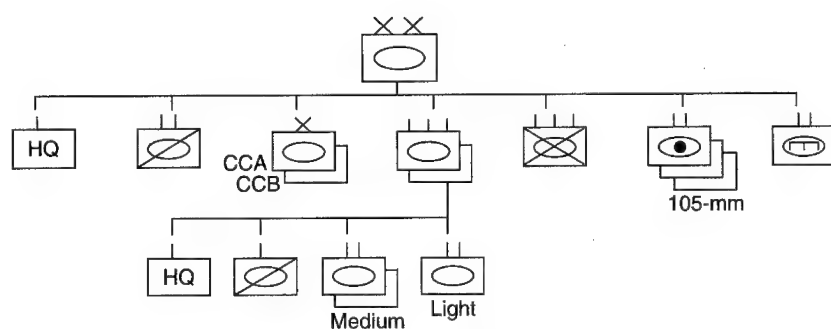 HQ
CCA
CCB
105-mm
HQ
Medium
Light